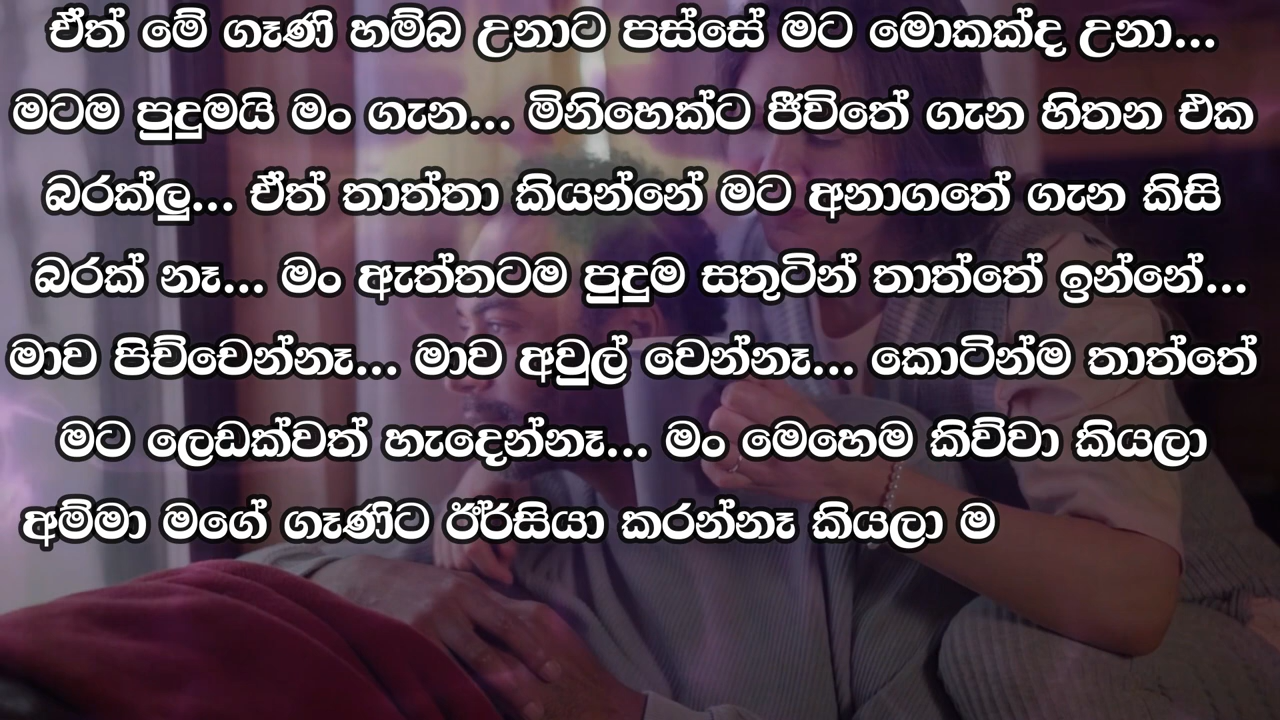 ඒත් මේ ගෑණි හම්බ උනාට පස්සේ මට මොකක්ද උනා...
මටම පුදුමයි මං ගැන... මිනිහෙක්ට ජීවිතේ ගැන හිතන එක
බරක්ලු... ඒත් තාත්තා කියන්නේ මට අනාගතේ ගැන කිසි
බරක් නෑ... මං ඇත්තටම පුදුම සතුටින් තාත්තේ ඉන්නේ...
මාව පිච්චෙන්නෑ... මාව අවුල් වෙන්නෑ... කොටින්ම තාත්තේ
මට ලෙඩක්වත් හැදෙන්නෑ... මං මෙහෙම කිව්වා කියලා
අම්මා මගේ ගෑණිට ඊර්සියා කරන්නෑ කියලා ම